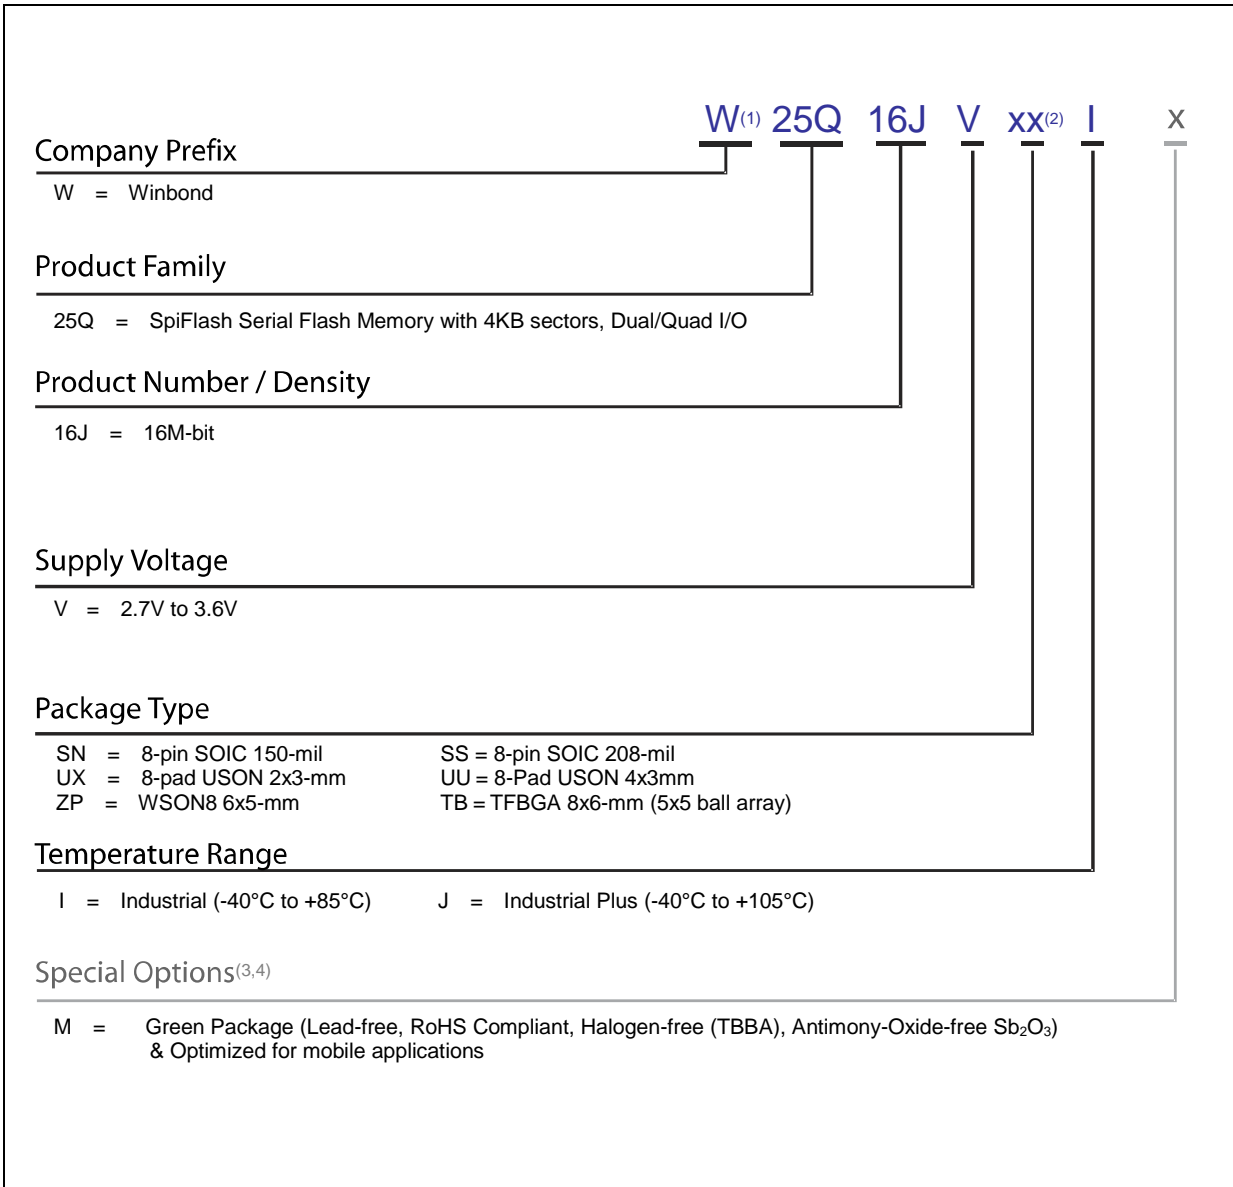 W(1) 25Q 16J V xx(2) I x
Company Prefix
W = Winbond
Product Family
25Q = SpiFlash Serial Flash Memory with 4KB sectors, Dual/Quad I/O
Product Number / Density
16J = 16M-bit
Supply Voltage
V = 2.7V to 3.6V
Package Type
SN = 8-pin SOIC 150-mil SS = 8-pin SOIC 208-mil
UX = 8-pad USON 2x3-mm UU = 8-Pad USON 4x3mm
ZP = WSON8 6x5-mm TB = TFBGA 8x6-mm (5x5 ball array)
Temperature Range
I = Industrial (-40°C to +85°C) J = Industrial Plus (-40°C to +105°C)
Special Options(3,4)
M = Green Package (Lead-free, RoHS Compliant, Halogen-free (TBBA), Antimony-Oxide-free Sb₂O₃)
& Optimized for mobile applications